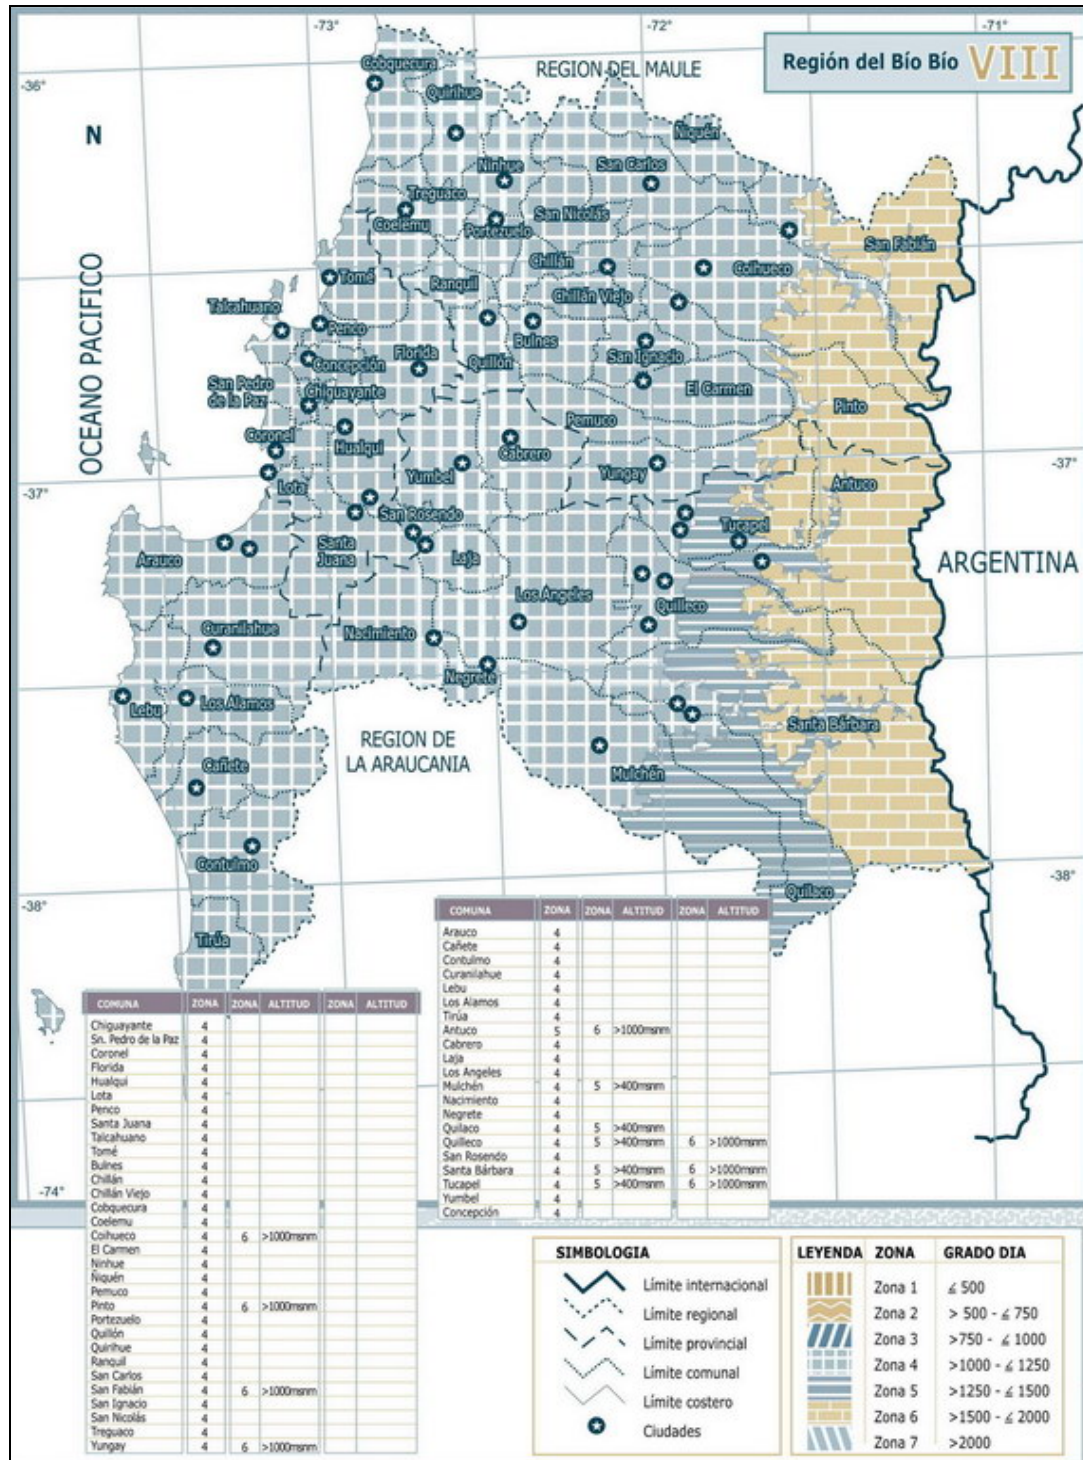 -73°
-72°
-71°
Región del Bío Bío VIII
REGION DEL MAULE
-36°
N
Cobquecura
Quirihue
Ñiquén
Ninhue
San Carlos
Treguaco
Coelemu
Portezuelo
San Nicolás
San Fabián
Tomé
Ranquil
Chillán
Coihueco
Chillán Viejo
Talcahuano
Penco
Bulnes
OCEANO PACIFICO
Concepción
Florida
Quillón
San Ignacio
San Pedro
de la Paz
Chiguayante
El Carmen
Pinto
Coronel
Hualqui
Pemuco
Cabrero
-37°
-37°
Lota
Yumbel
Yungay
Antuco
San Rosendo
Tucapel
Arauco
Santa
Juana
Laja
ARGENTINA
Los Angeles
Quilleco
Curanilahue
Nacimiento
Negrete
Lebu
Los Alamos
Santa Bárbara
REGION DE
LA ARAUCANIA
Cañete
Mulchén
Contulmo
Quilaco
-38°
-38°
Tirúa
COMUNA ZONA ZONA ALTITUD ZONA ALTITUD
Arauco 4
Cañete 4
Contulmo 4
Curanilahue 4
Lebu 4
Los Alamos 4
Tirúa 4
Antuco 5 6 >1000msnm
Cabrero 4
Laja 4
Los Angeles 4
Mulchén 4 5 >400msnm
Nacimiento 4
Negrete 4
Quilaco 4 5 >400msnm
Quilleco 4 5 >400msnm 6 >1000msnm
San Rosendo 4
Santa Bárbara 4 5 >400msnm 6 >1000msnm
Tucapel 4 5 >400msnm 6 >1000msnm
Yumbel 4
Concepción 4
COMUNA ZONA ZONA ALTITUD ZONA ALTITUD
Chiguayante 4
Sn. Pedro de la Paz 4
Coronel 4
Florida 4
Hualqui 4
Lota 4
Penco 4
Santa Juana 4
Talcahuano 4
Tomé 4
Bulnes 4
Chillán 4
Chillán Viejo 4
Cobquecura 4
Coelemu 4
Coihueco 4 6 >1000msnm
El Carmen 4
Ninhue 4
Ñiquén 4
Pemuco 4
Pinto 4 6 >1000msnm
Portezuelo 4
Quillón 4
Quirihue 4
Ranquil 4
San Carlos 4
San Fabián 4 6 >1000msnm
San Ignacio 4
San Nicolás 4
Treguaco 4
Yungay 4 6 >1000msnm
-74°
SIMBOLOGIA
Límite internacional
Límite regional
Límite provincial
Límite comunal
Límite costero
Ciudades
LEYENDA ZONA GRADO DIA
Zona 1 ≤ 500
Zona 2 > 500 - ≤ 750
Zona 3 >750 - ≤ 1000
Zona 4 >1000 - ≤ 1250
Zona 5 >1250 - ≤ 1500
Zona 6 >1500 - ≤ 2000
Zona 7 >2000